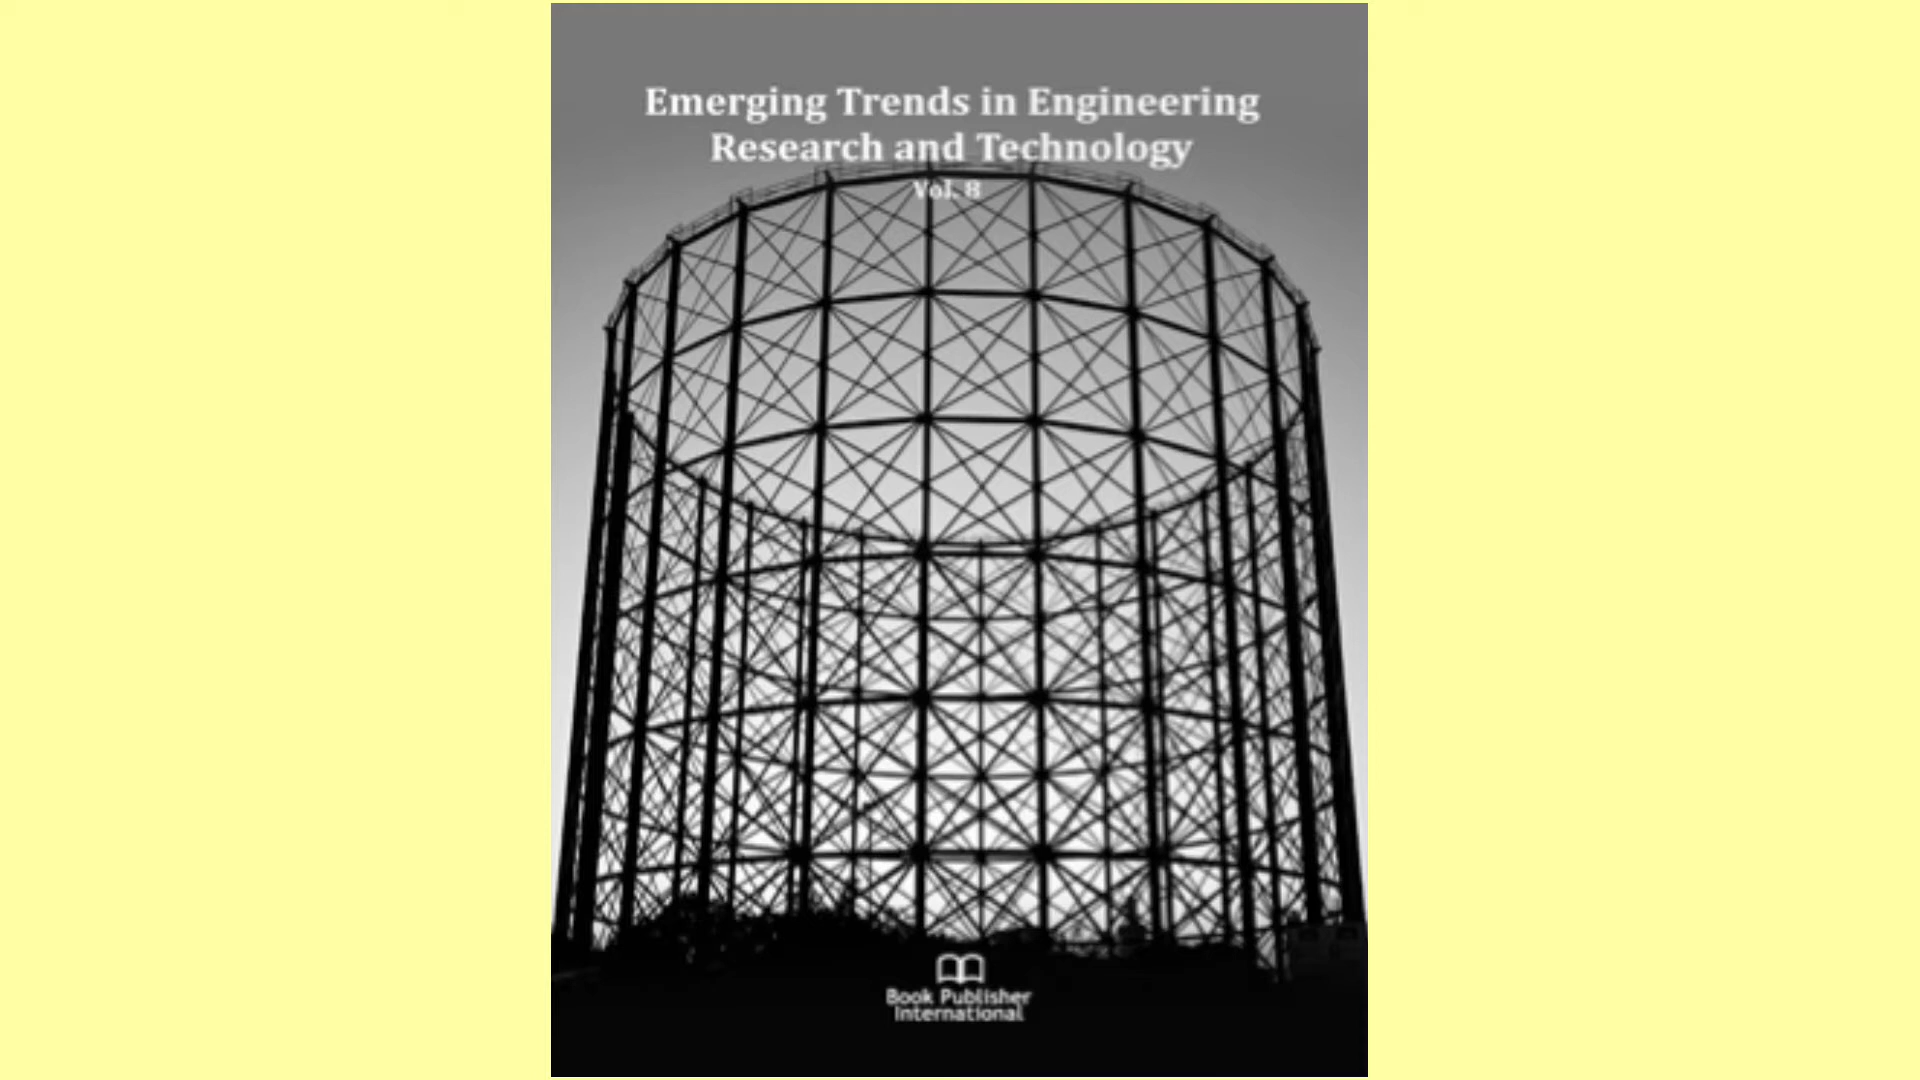 Emerging Trends in Engineering
Research and Technology
Vol. 8
Book Publisher
International